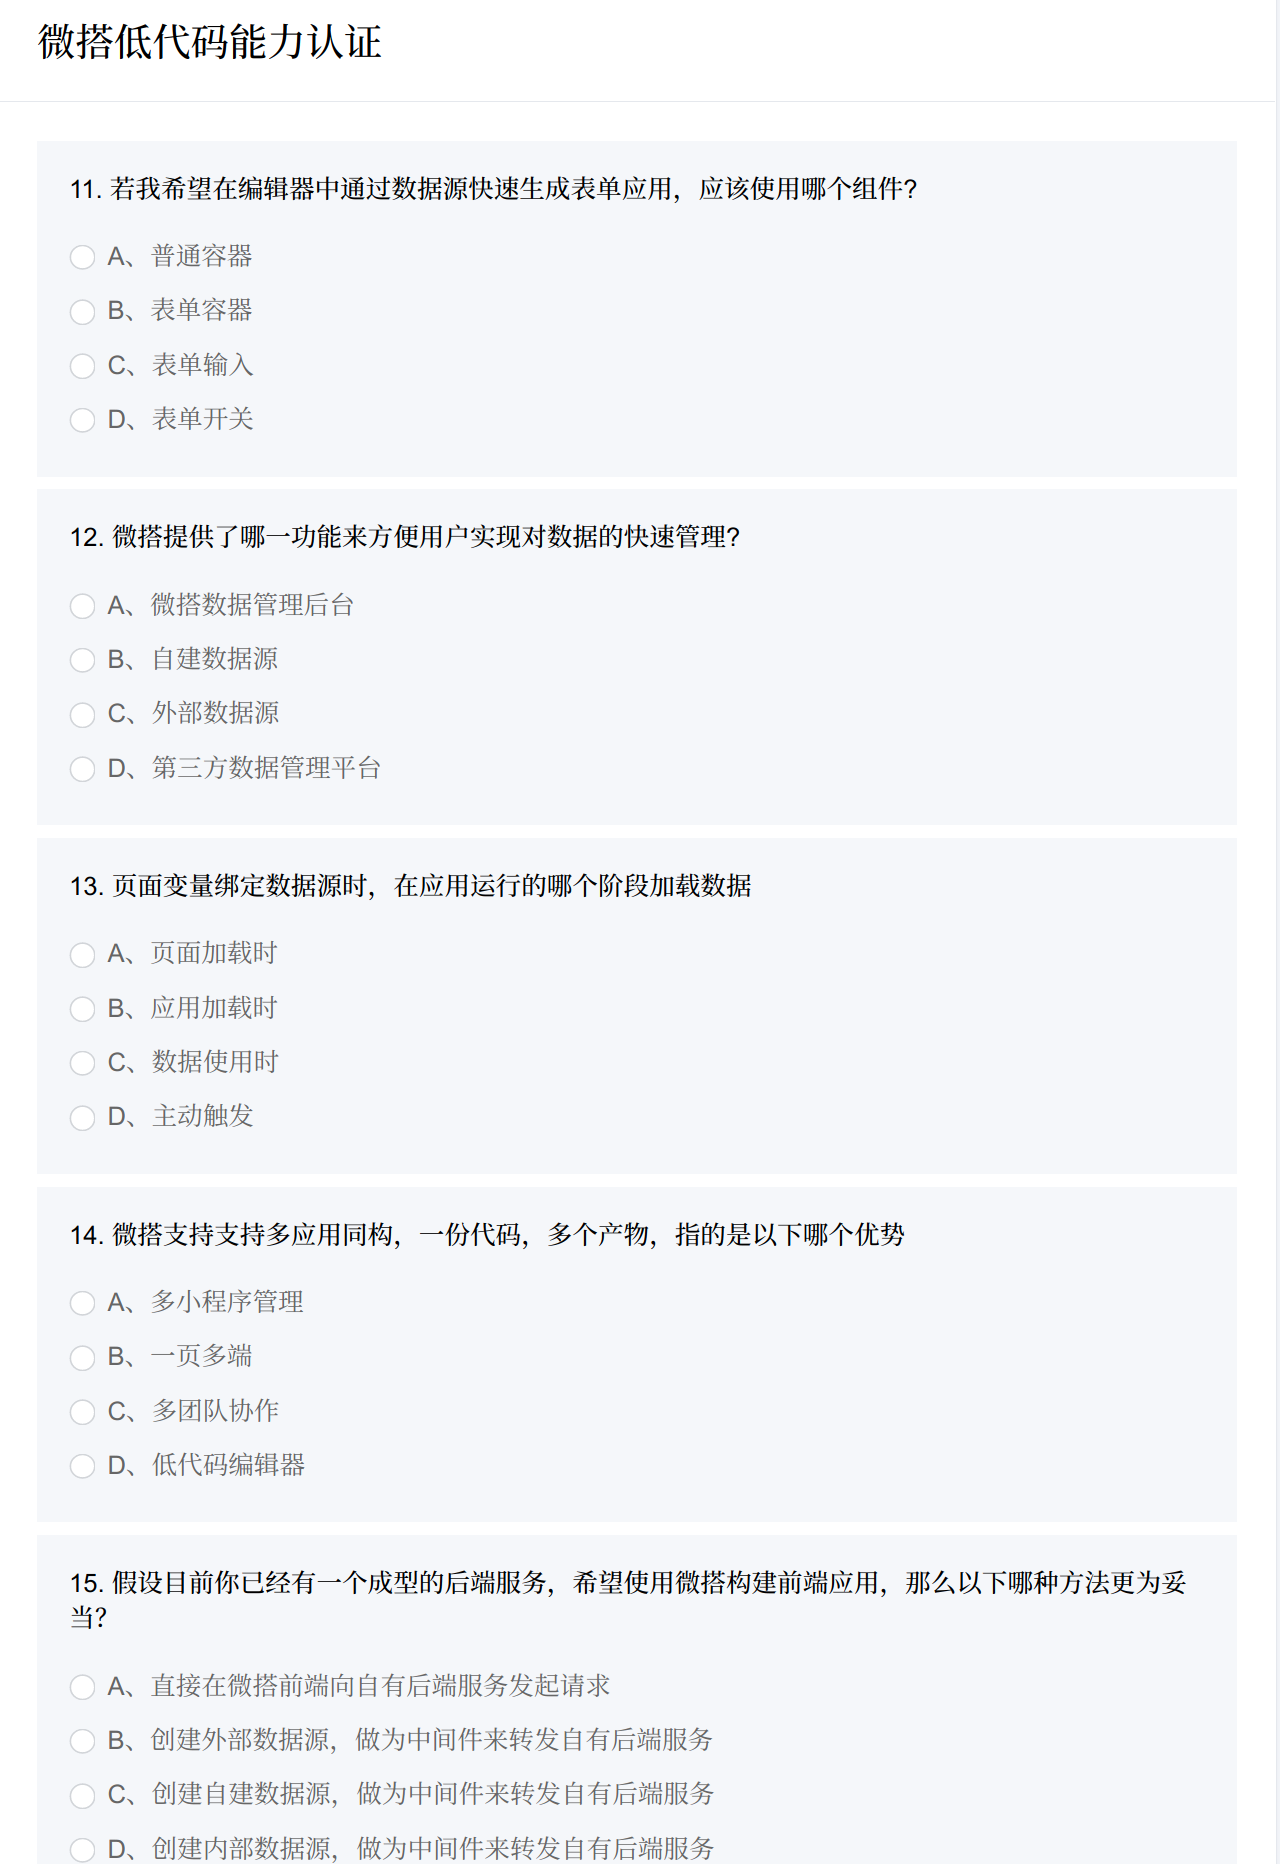 微搭低代码能力认证
11. 若我希望在编辑器中通过数据源快速生成表单应用，应该使用哪个组件?
A、普通容器
B、表单容器
C、表单输入
D、表单开关
12. 微搭提供了哪一功能来方便用户实现对数据的快速管理?
A、微搭数据管理后台
B、自建数据源
C、外部数据源
D、第三方数据管理平台
13. 页面变量绑定数据源时，在应用运行的哪个阶段加载数据
A、页面加载时
B、应用加载时
C、数据使用时
D、主动触发
14. 微搭支持支持多应用同构，一份代码，多个产物，指的是以下哪个优势
A、多小程序管理
B、一页多端
C、多团队协作
D、低代码编辑器
15. 假设目前你已经有一个成型的后端服务，希望使用微搭构建前端应用，那么以下哪种方法更为妥
当？
A、直接在微搭前端向自有后端服务发起请求
B、创建外部数据源，做为中间件来转发自有后端服务
C、创建自建数据源，做为中间件来转发自有后端服务
D、创建内部数据源，做为中间件来转发自有后端服务